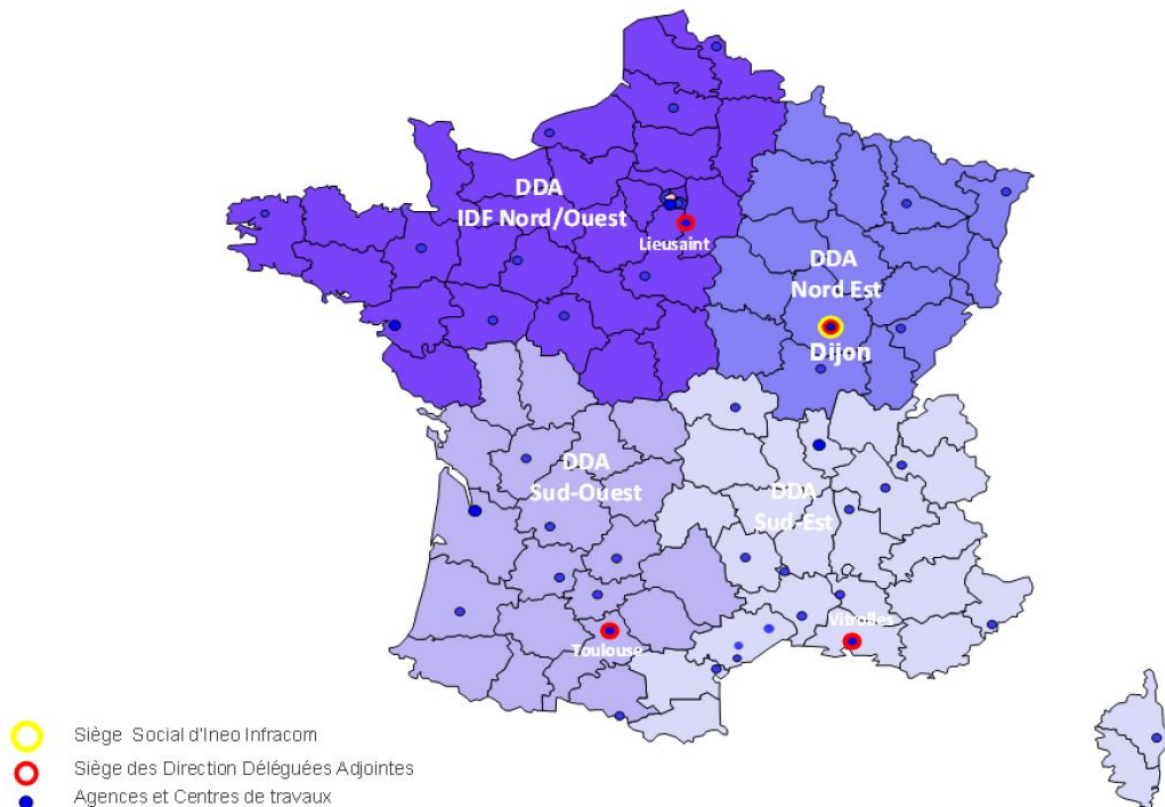 DDA
IDF Nord/Ouest
Lieusaint
DDA
Nord Est
Dijon
DDA
Sud-Ouest
DDA
Sud-Est
Vitrolles
Toulouse
Siège Social d'Ineo Infracom
Siège des Direction Déléguées Adjointes
Agences et Centres de travaux